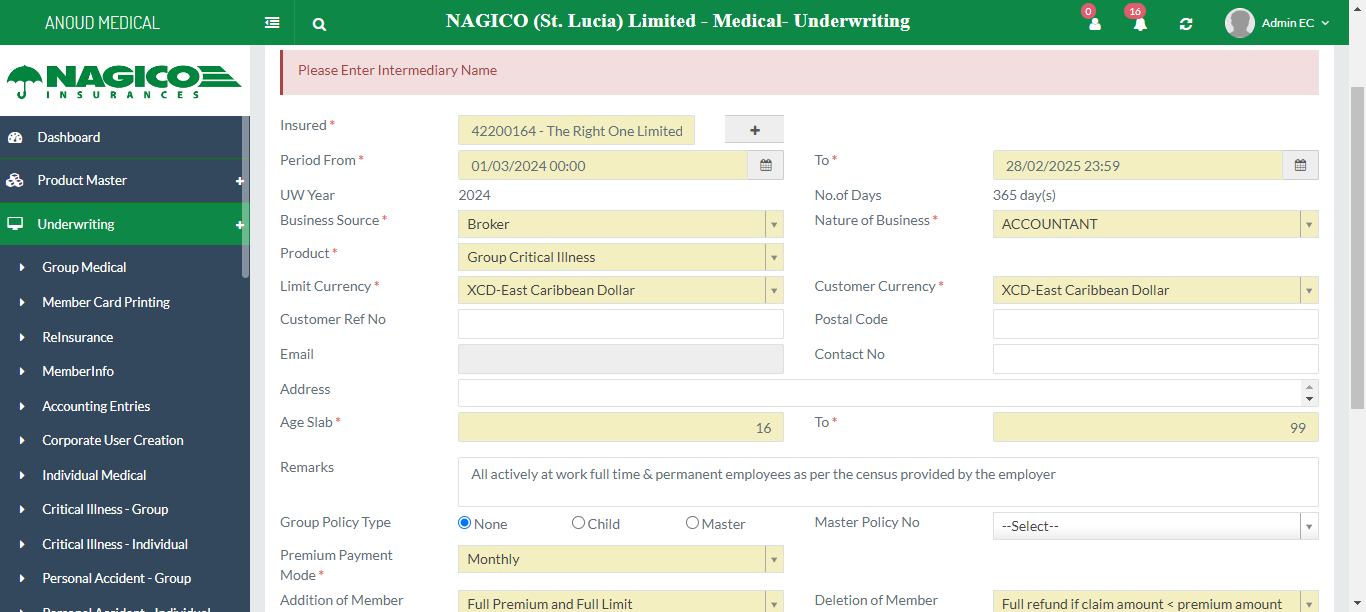 ANOUD MEDICAL
NAGICO (St. Lucia) Limited - Medical- Underwriting
0
16
Admin EC
NAGICO
INSURANCES
Please Enter Intermediary Name
Dashboard
Product Master +
Underwriting +
Group Medical
Member Card Printing
ReInsurance
MemberInfo
Accounting Entries
Corporate User Creation
Individual Medical
Critical Illness - Group
Critical Illness - Individual
Personal Accident - Group
Personal Accident - Individual
Insured * 42200164 - The Right One Limited +
Period From * 01/03/2024 00:00 To * 28/02/2025 23:59
UW Year 2024 No.of Days 365 day(s)
Business Source * Broker Nature of Business * ACCOUNTANT
Product * Group Critical Illness
Limit Currency * XCD-East Caribbean Dollar Customer Currency * XCD-East Caribbean Dollar
Customer Ref No Postal Code
Email Contact No
Address
Age Slab * 16 To * 99
Remarks All actively at work full time & permanent employees as per the census provided by the employer
Group Policy Type None Child Master Master Policy No --Select--
Premium Payment
Mode * Monthly
Addition of Member Full Premium and Full Limit Deletion of Member Full refund if claim amount < premium amount